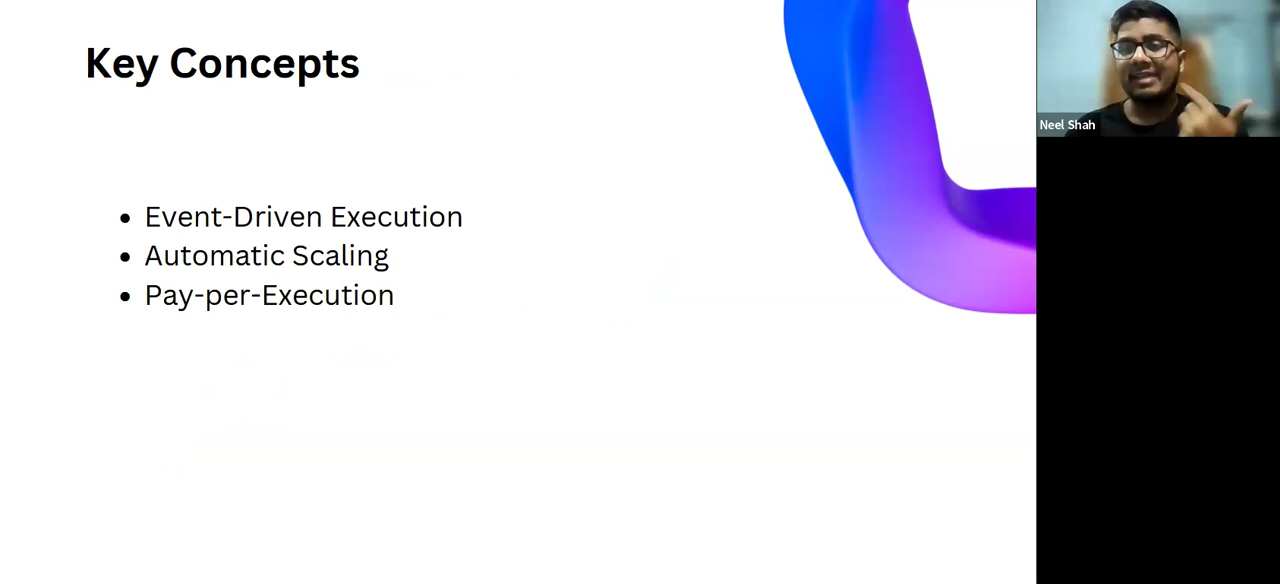 Key Concepts
• Event-Driven Execution
• Automatic Scaling
• Pay-per-Execution
Neel Shah